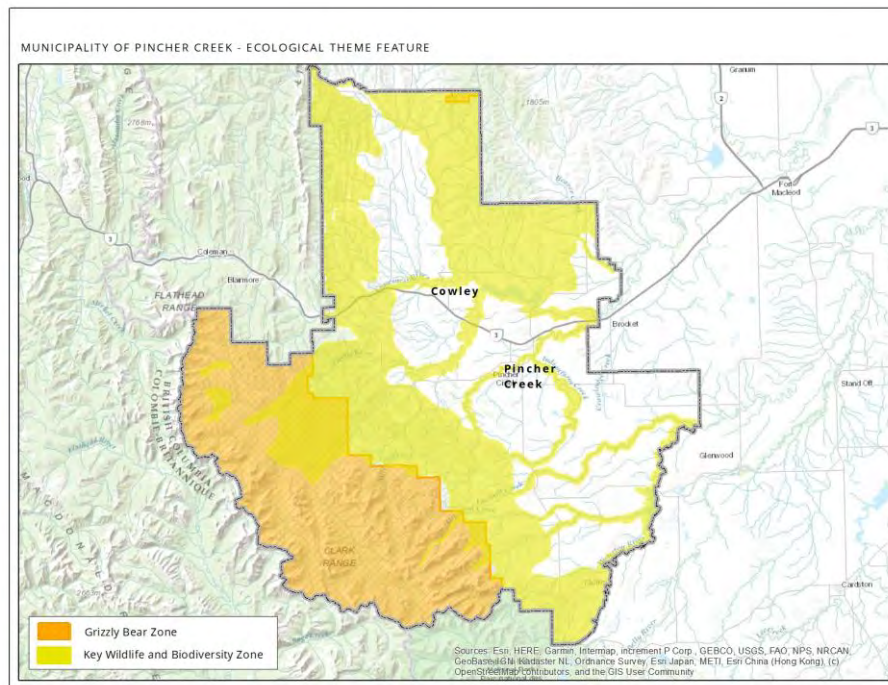 MUNICIPALITY OF PINCHER CREEK - ECOLOGICAL THEME FEATURE
Granum
2
3
1805m
2768m
Fort
Macleod
3
Coleman
Blairmore
FLATHEAD
RANGE
Cowley
3
Brocket
Pincher
Creek
Pincher
Stand Off
BRITISH COLUMBIA
COLOMBIE-BRITANNIQUE
Glenwood
CLARK
RANGE
Cardston
Grizzly Bear Zone
Key Wildlife and Biodiversity Zone
Sources: Esri, HERE, Garmin, Intermap, increment P Corp., GEBCO, USGS, FAO, NPS, NRCAN,
GeoBase, IGN, Kadaster NL, Ordnance Survey, Esri Japan, METI, Esri China (Hong Kong), (c)
OpenStreetMap contributors, and the GIS User Community